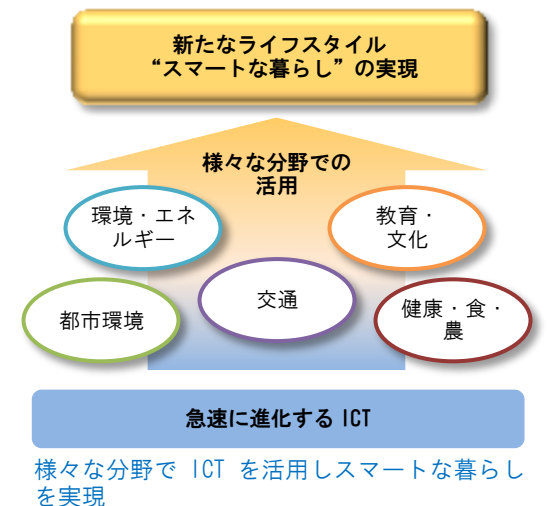 新たなライフスタイル
“スマートな暮らし”の実現
様々な分野での
活用
環境・エネ
ルギー
教育・
文化
都市環境
交通
健康・食・
農
急速に進化する ICT
様々な分野で ICT を活用しスマートな暮らし
を実現